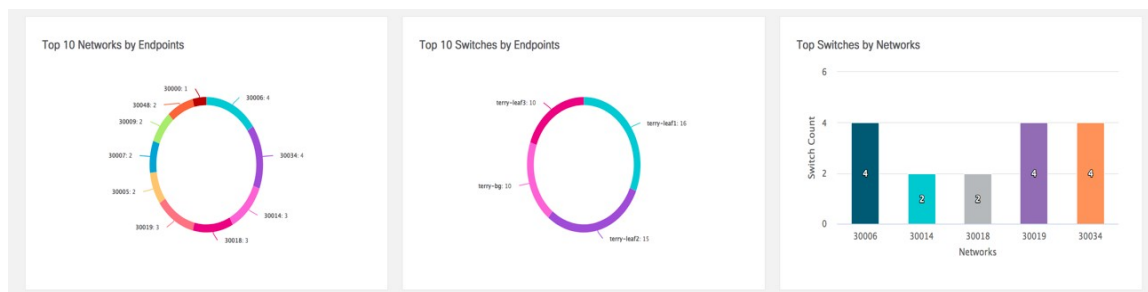 Top 10 Networks by Endpoints
30000: 1
30006: 4
30048: 2
30009: 2
30007: 2
30034: 4
30005: 2
30014: 3
30019: 3
30018: 3
Top 10 Switches by Endpoints
terry-leaf3: 10
terry-leaf1: 16
terry-bg: 10
terry-leaf2: 15
Top Switches by Networks
6
4
2
0
Switch Count
4
2
2
4
4
30006 30014 30018 30019 30034
Networks